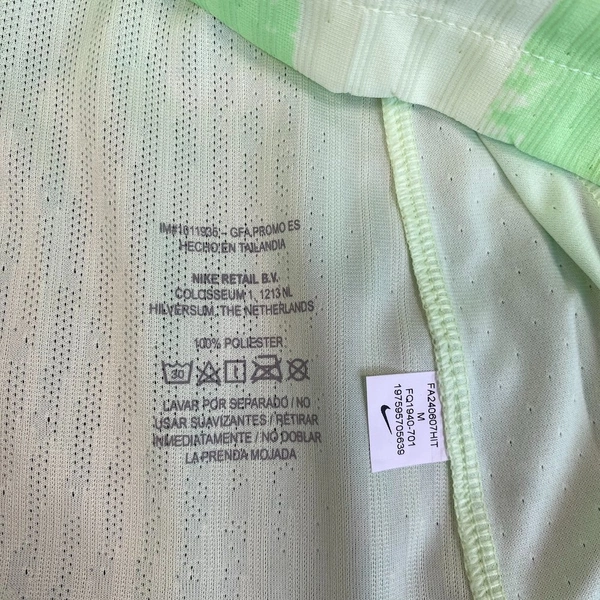 IM#1611936 - GFA PROMO ES
HECHO EN TAILANDIA
NIKE RETAIL B.V.
COLOSSEUM 1, 1213 NL
HILVERSUM, THE NETHERLANDS
100% POLIESTER
30
LAVAR POR SEPARADO / NO
USAR SUAVIZANTES / RETIRAR
INMEDIATAMENTE / NO DOBLAR
LA PRENDA MOJADA
FA240607HIT
M
FQ1940-701
197595705639